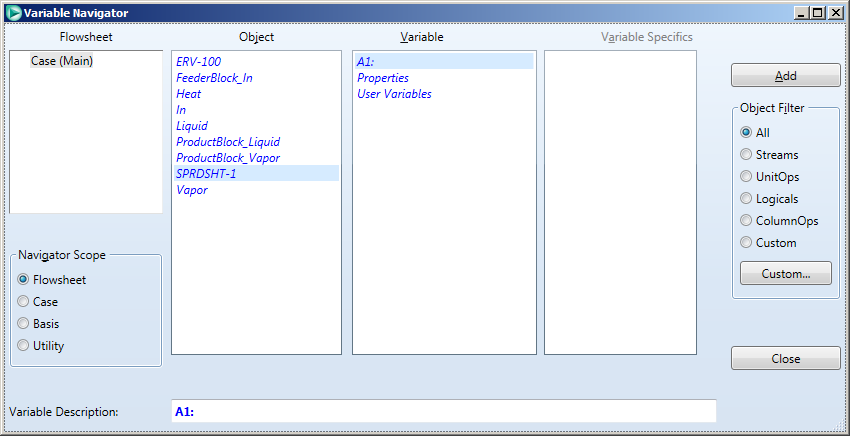 Variable Navigator
Flowsheet
Object
Variable
Variable Specifics
Case (Main)
ERV-100
FeederBlock_In
Heat
In
Liquid
ProductBlock_Liquid
ProductBlock_Vapor
SPRDSHT-1
Vapor
A1:
Properties
User Variables
Add
Object Filter
All
Streams
UnitOps
Logicals
ColumnOps
Custom
Custom...
Navigator Scope
Flowsheet
Case
Basis
Utility
Close
Variable Description:
A1: